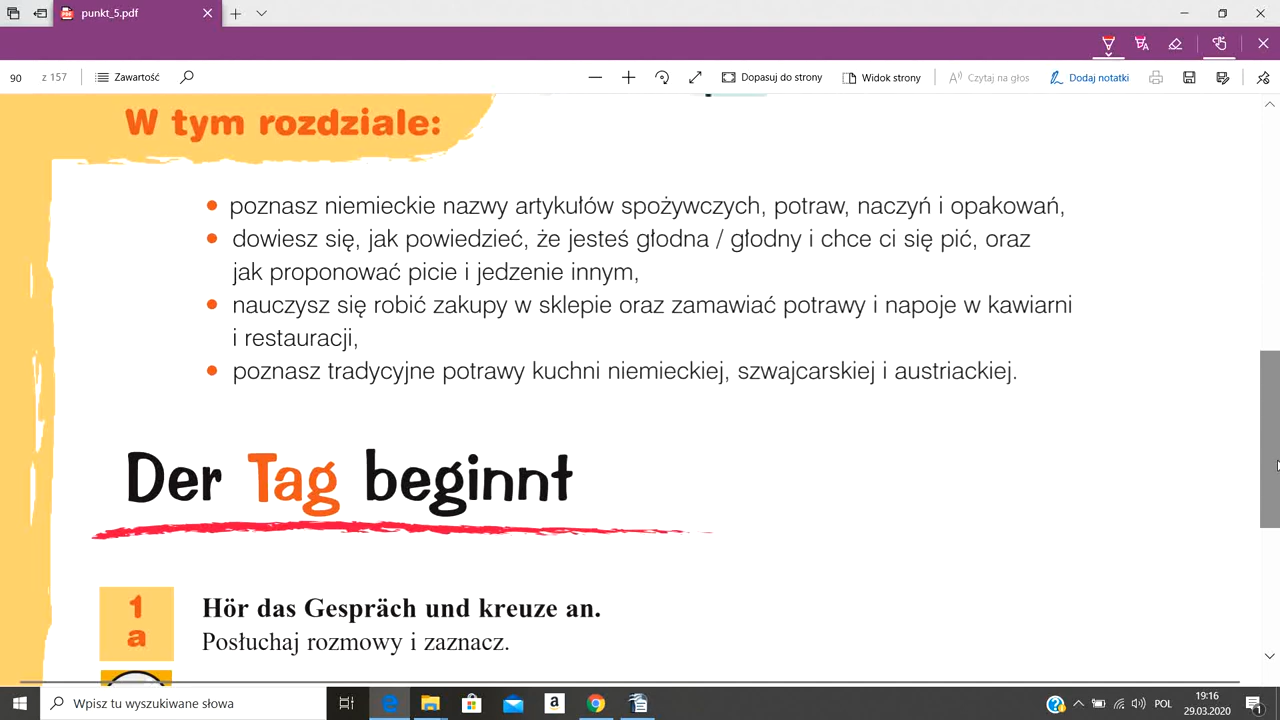 punkt_5.pdf
90 z 157 Zawartość Dopasuj do strony Widok strony Czytaj na głos Dodaj notatki
W tym rozdziale:
poznasz niemieckie nazwy artykułów spożywczych, potraw, naczyń i opakowań,
dowiesz się, jak powiedzieć, że jesteś głodna / głodny i chce ci się pić, oraz
jak proponować picie i jedzenie innym,
nauczysz się robić zakupy w sklepie oraz zamawiać potrawy i napoje w kawiarni
i restauracji,
poznasz tradycyjne potrawy kuchni niemieckiej, szwajcarskiej i austriackiej.
Der Tag beginnt
1
a
Hör das Gespräch und kreuze an.
Posłuchaj rozmowy i zaznacz.
Wpisz tu wyszukiwane słowa
POL
19:16
29.03.2020
1